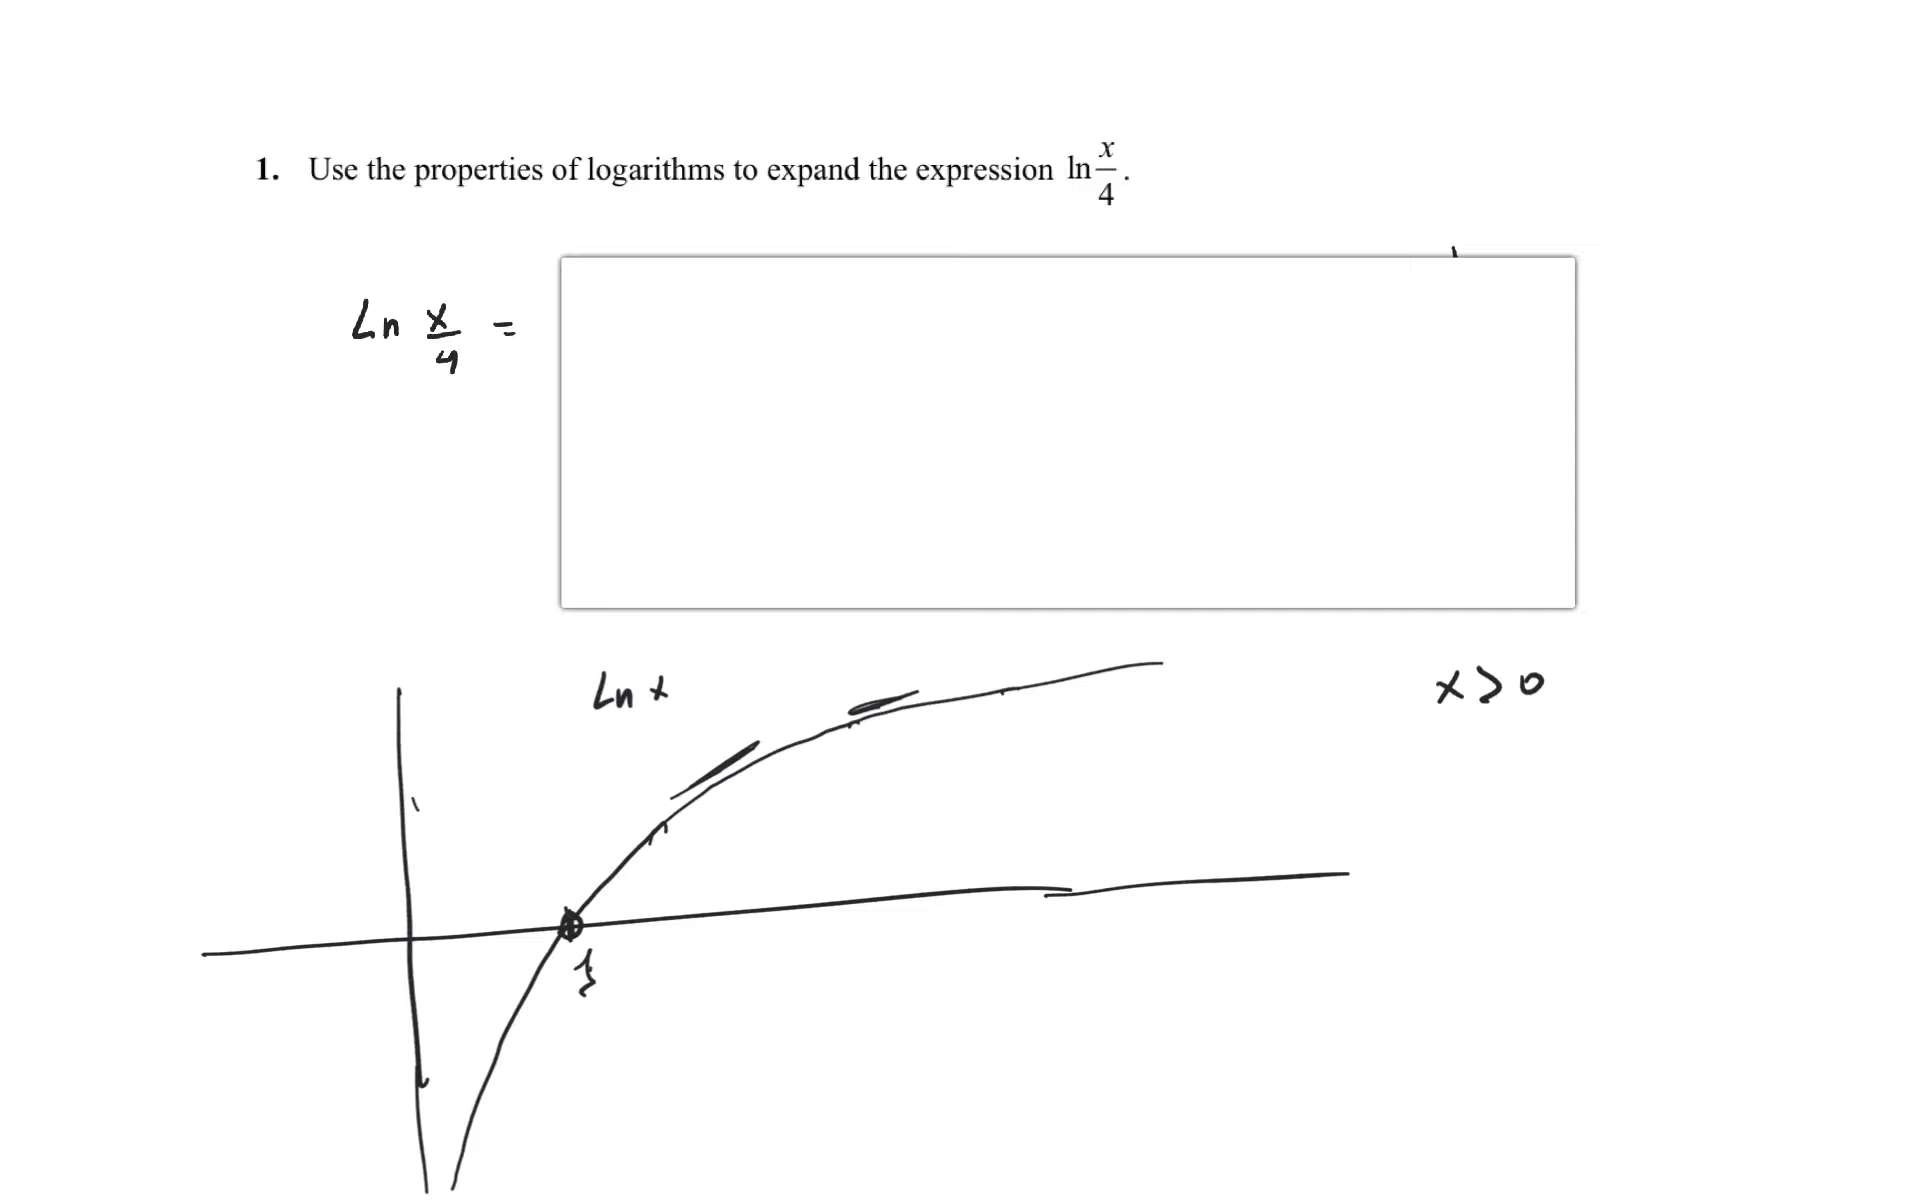 1. Use the properties of logarithms to expand the expression ln x/4.
Ln x/4 =
Ln x
x > 0
1